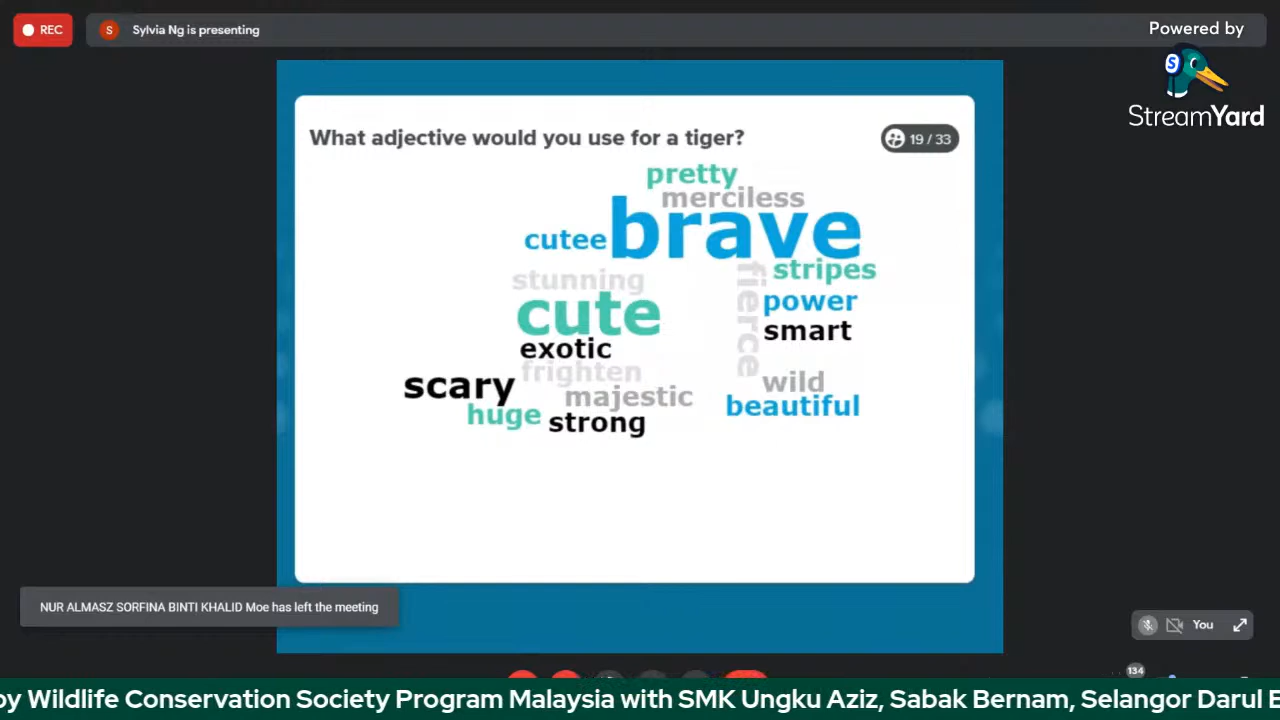 REC
S
Sylvia Ng is presenting
Powered by
S
StreamYard
What adjective would you use for a tiger?
19 / 33
pretty
merciless
brave
cutee
stripes
stunning
fierce
power
cute
smart
exotic
frighten
scary
wild
majestic
beautiful
huge
strong
NUR ALMASZ SORFINA BINTI KHALID Moe has left the meeting
You
134
by Wildlife Conservation Society Program Malaysia with SMK Ungku Aziz, Sabak Bernam, Selangor Darul